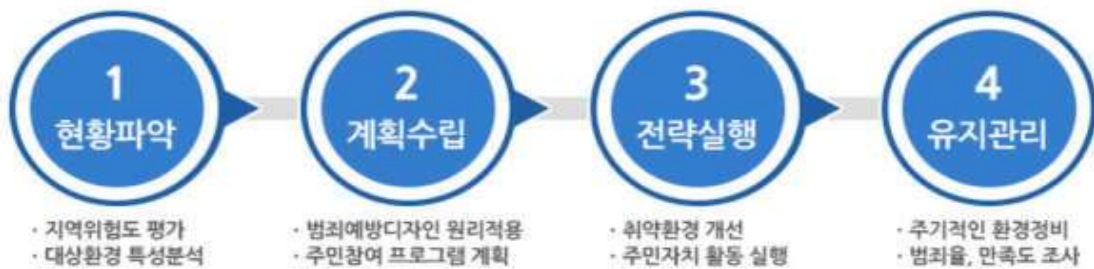 1
현황파악
· 지역위험도 평가
· 대상환경 특성분석
2
계획수립
· 범죄예방디자인 원리적용
· 주민참여 프로그램 계획
3
전략실행
· 취약환경 개선
· 주민자치 활동 실행
4
유지관리
· 주기적인 환경정비
· 범죄율, 만족도 조사